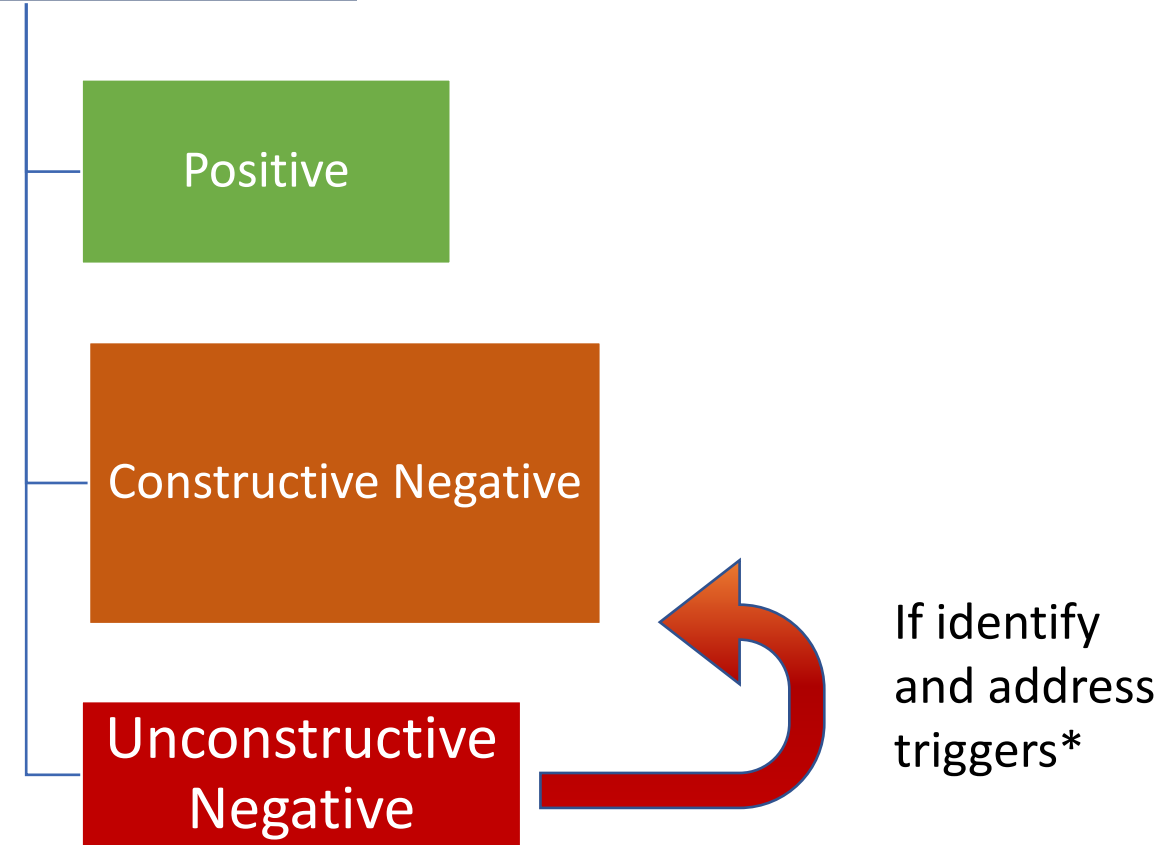 Positive
Constructive Negative
Unconstructive
Negative
If identify
and address
triggers*